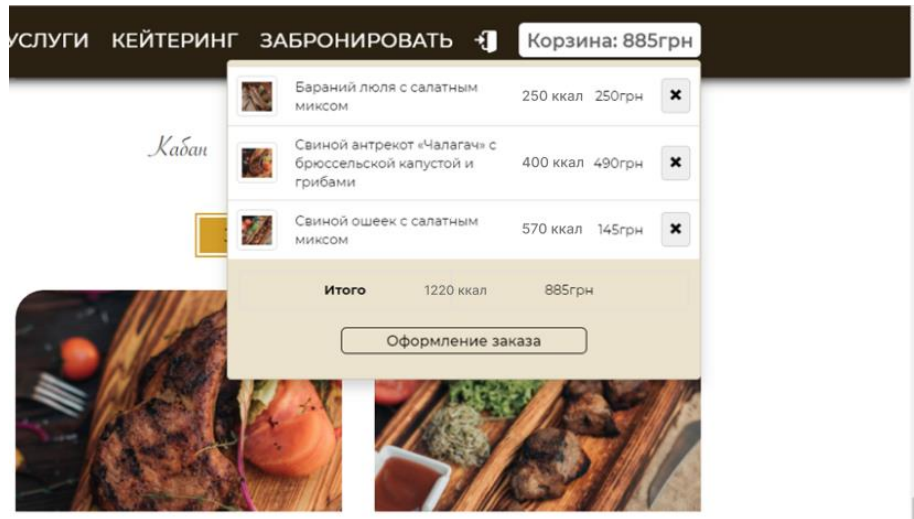 УСЛУГИ КЕЙТЕРИНГ ЗАБРОНИРОВАТЬ Корзина: 885грн
Кабан
Бараний люля с салатным
миксом
250 ккал 250грн
Свиной антрекот «Чалагач» с
брюссельской капустой и
грибами
400 ккал 490грн
Свиной ошеек с салатным
миксом
570 ккал 145грн
Итого 1220 ккал 885грн
Оформление заказа